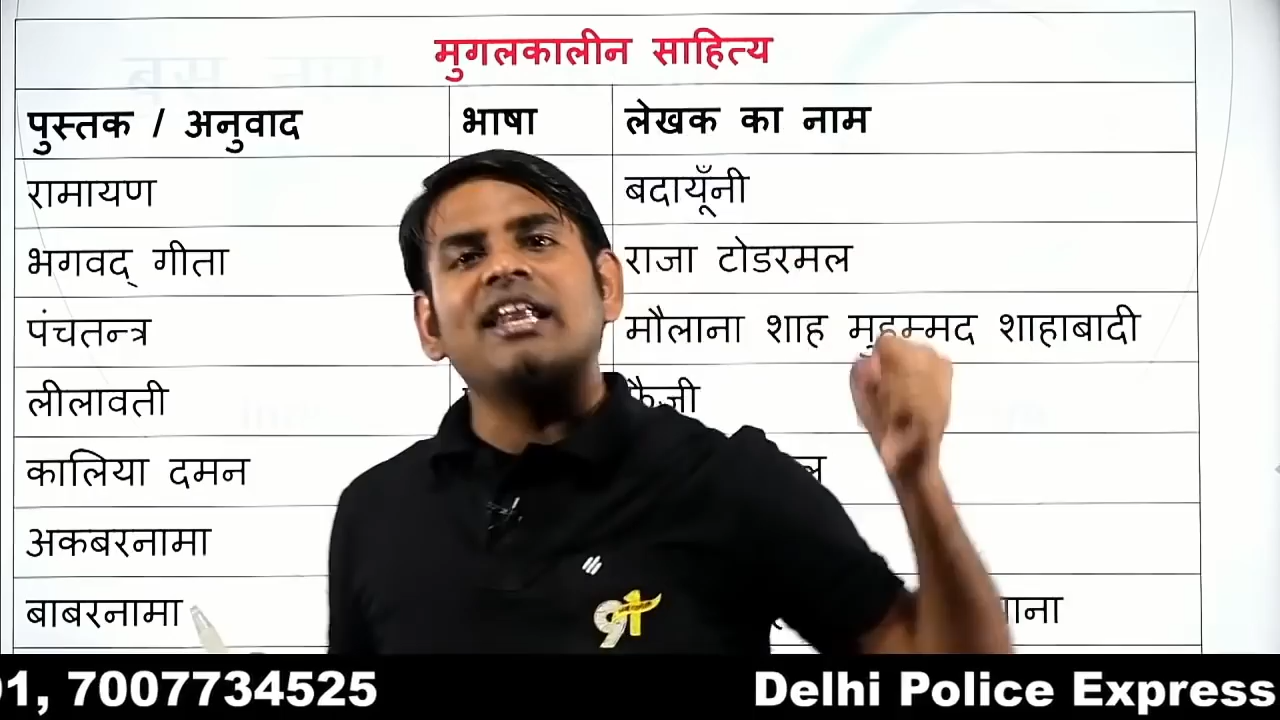 मुगलकालीन साहित्य
पुस्तक / अनुवाद भाषा लेखक का नाम
रामायण बदायूँनी
भगवद् गीता राजा टोडरमल
पंचतन्त्र मौलाना शाह मुहम्मद शाहाबादी
लीलावती फैजी
कालिया दमन
अकबरनामा
बाबरनामा
91, 7007734525 Delhi Police Express